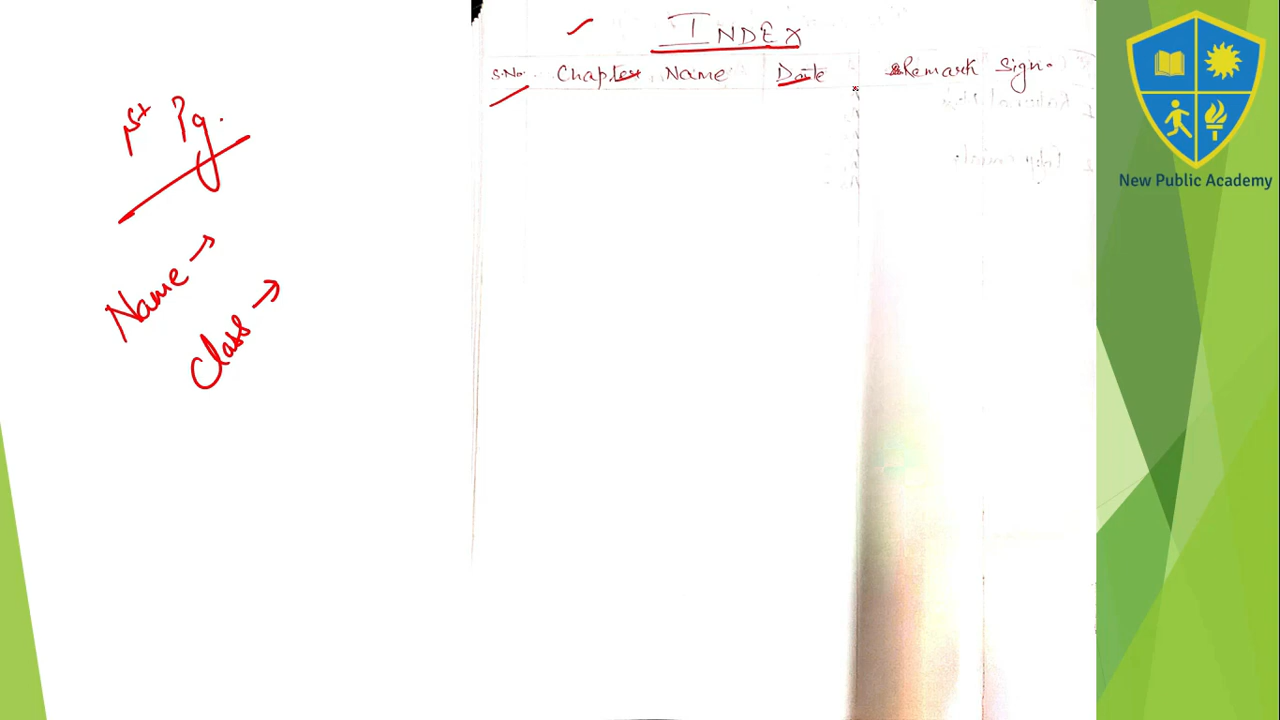 INDEX
S.No. Chapter Name Date Remark Sign.
1st Pg.
Name →
Class →
New Public Academy